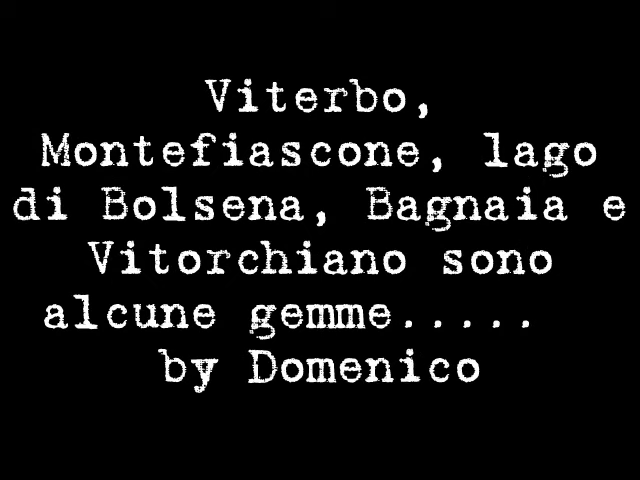 Viterbo,
Montefiascone, lago
di Bolsena, Bagnaia e
Vitorchiano sono
alcune gemme.....
by Domenico